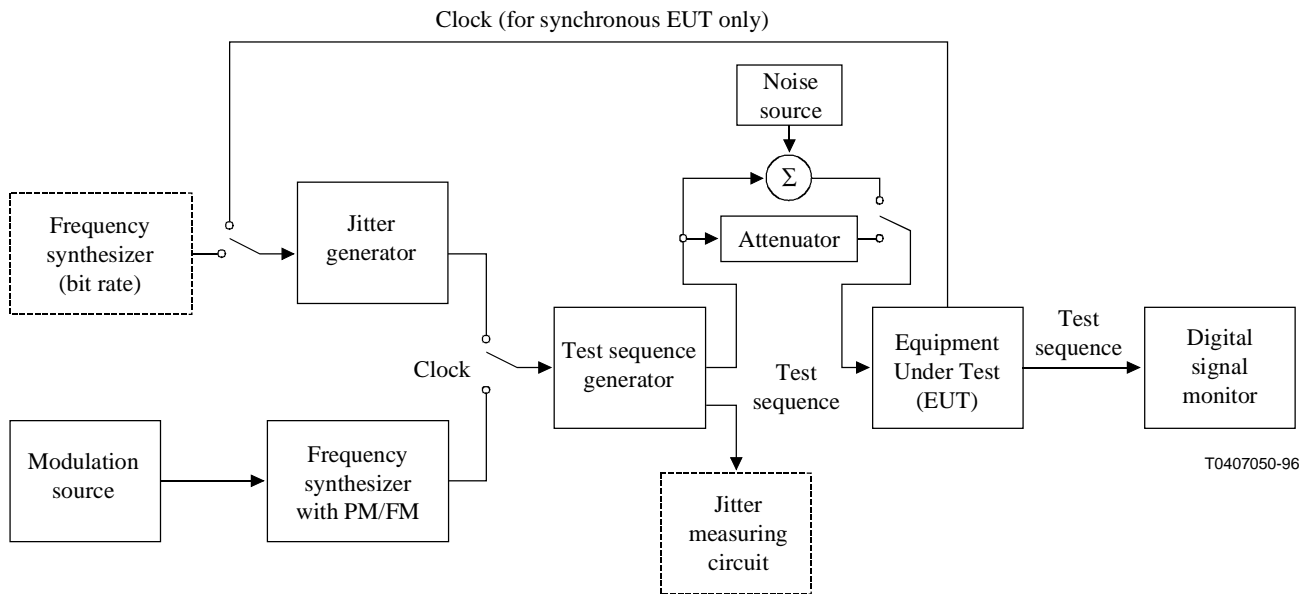 Clock (for synchronous EUT only)
Noise
source
Σ
Frequency
synthesizer
(bit rate)
Jitter
generator
Attenuator
Clock
Test sequence
generator
Test
sequence
Equipment
Under Test
(EUT)
Test
sequence
Digital
signal
monitor
Modulation
source
Frequency
synthesizer
with PM/FM
Jitter
measuring
circuit
T0407050-96